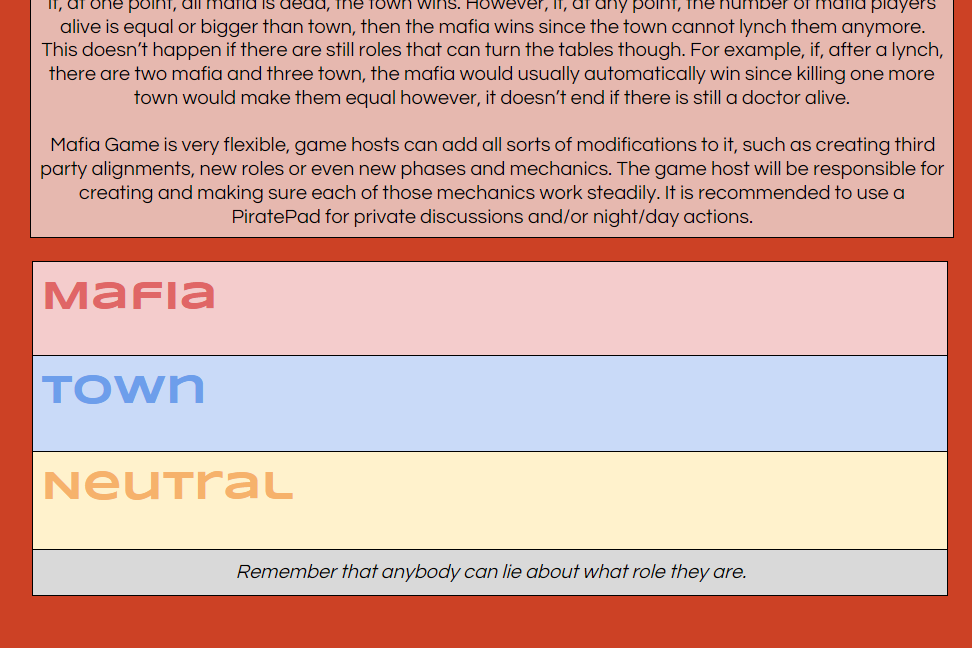 if, at one point, all mafia is dead, the town wins. However, if, at any point, the number of mafia players
alive is equal or bigger than town, then the mafia wins since the town cannot lynch them anymore.
This doesn’t happen if there are still roles that can turn the tables though. For example, if, after a lynch,
there are two mafia and three town, the mafia would usually automatically win since killing one more
town would make them equal however, it doesn’t end if there is still a doctor alive.
Mafia Game is very flexible, game hosts can add all sorts of modifications to it, such as creating third
party alignments, new roles or even new phases and mechanics. The game host will be responsible for
creating and making sure each of those mechanics work steadily. It is recommended to use a
PiratePad for private discussions and/or night/day actions.
Mafia
Town
Neutral
Remember that anybody can lie about what role they are.